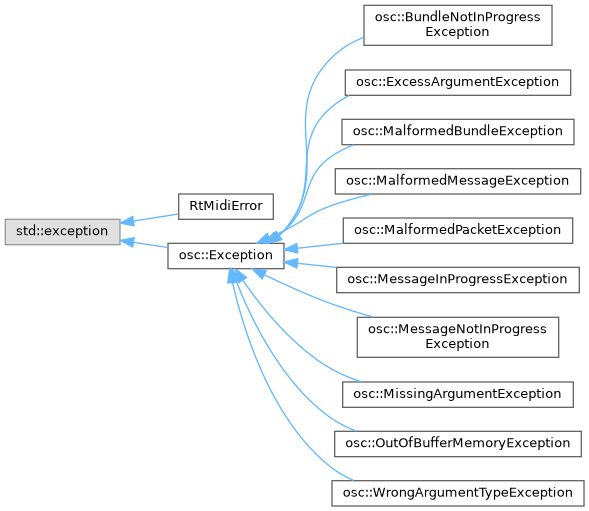 osc::BundleNotInProgress
Exception
osc::ExcessArgumentException
osc::MalformedBundleException
osc::MalformedMessageException
RtMidiError
std::exception
osc::MalformedPacketException
osc::Exception
osc::MessageInProgressException
osc::MessageNotInProgress
Exception
osc::MissingArgumentException
osc::OutOfBufferMemoryException
osc::WrongArgumentTypeException